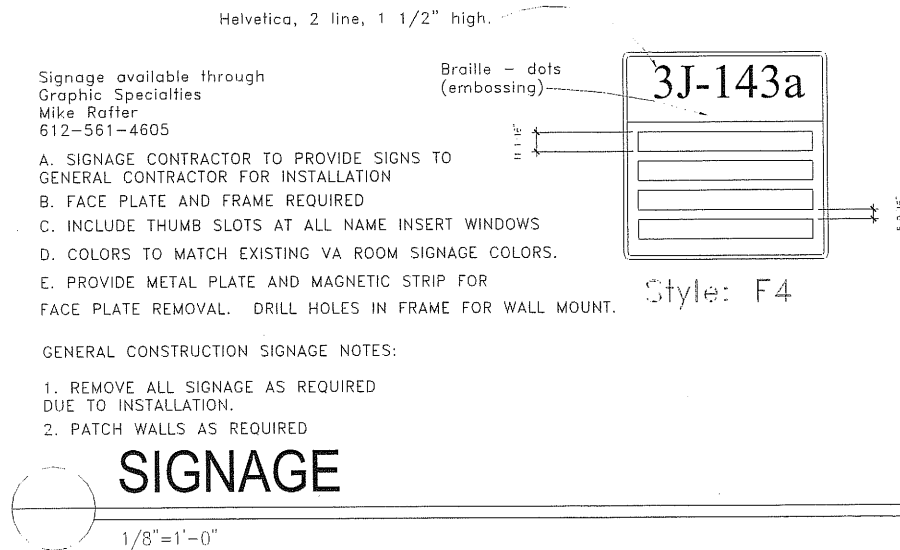 Helvetica, 2 line, 1 1/2" high.
Signage available through
Graphic Specialties
Mike Rafter
612-561-4605
Braille - dots
(embossing)
3J-143a
A. SIGNAGE CONTRACTOR TO PROVIDE SIGNS TO
GENERAL CONTRACTOR FOR INSTALLATION
B. FACE PLATE AND FRAME REQUIRED
C. INCLUDE THUMB SLOTS AT ALL NAME INSERT WINDOWS
D. COLORS TO MATCH EXISTING VA ROOM SIGNAGE COLORS.
E. PROVIDE METAL PLATE AND MAGNETIC STRIP FOR
FACE PLATE REMOVAL. DRILL HOLES IN FRAME FOR WALL MOUNT.
Style: F4
GENERAL CONSTRUCTION SIGNAGE NOTES:
1. REMOVE ALL SIGNAGE AS REQUIRED
DUE TO INSTALLATION.
2. PATCH WALLS AS REQUIRED
SIGNAGE
1/8"=1'-0"